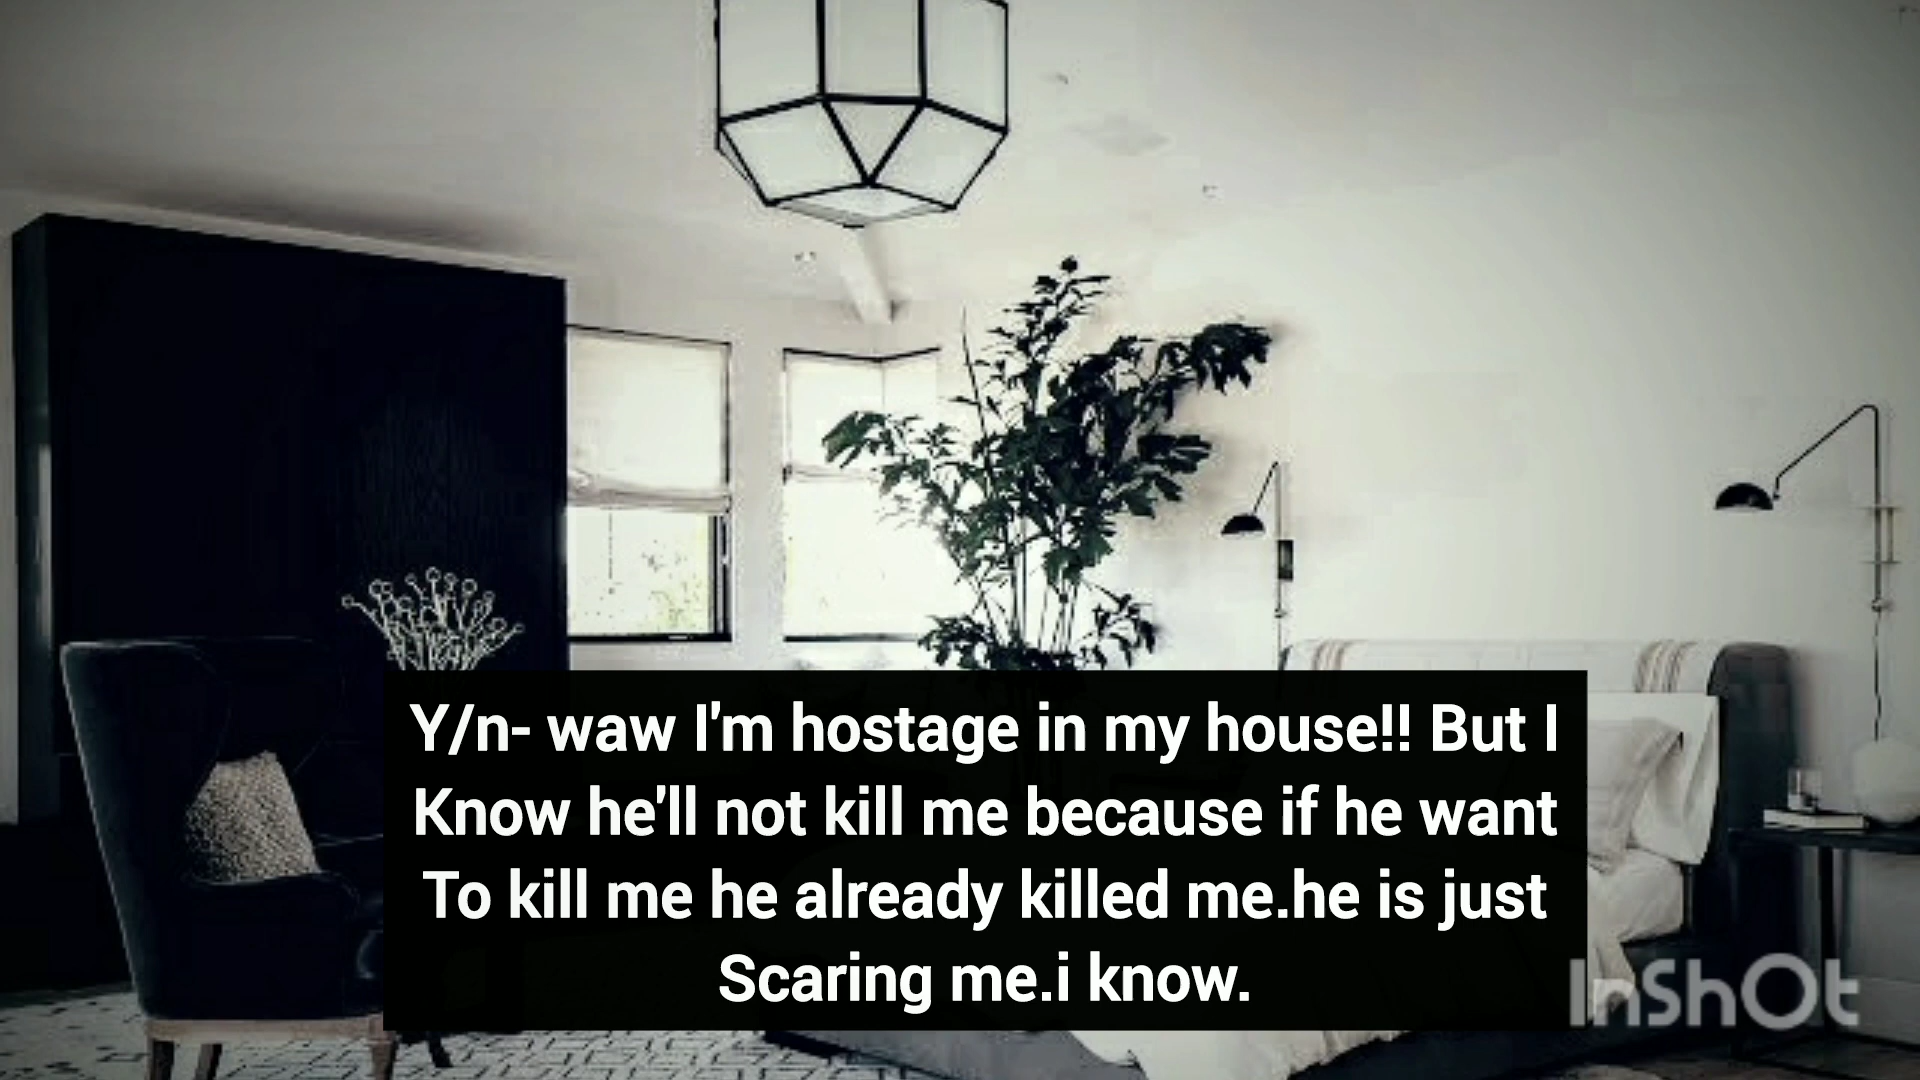 Y/n- waw I'm hostage in my house!! But I
Know he'll not kill me because if he want
To kill me he already killed me.he is just
Scaring me.i know.
InShOt